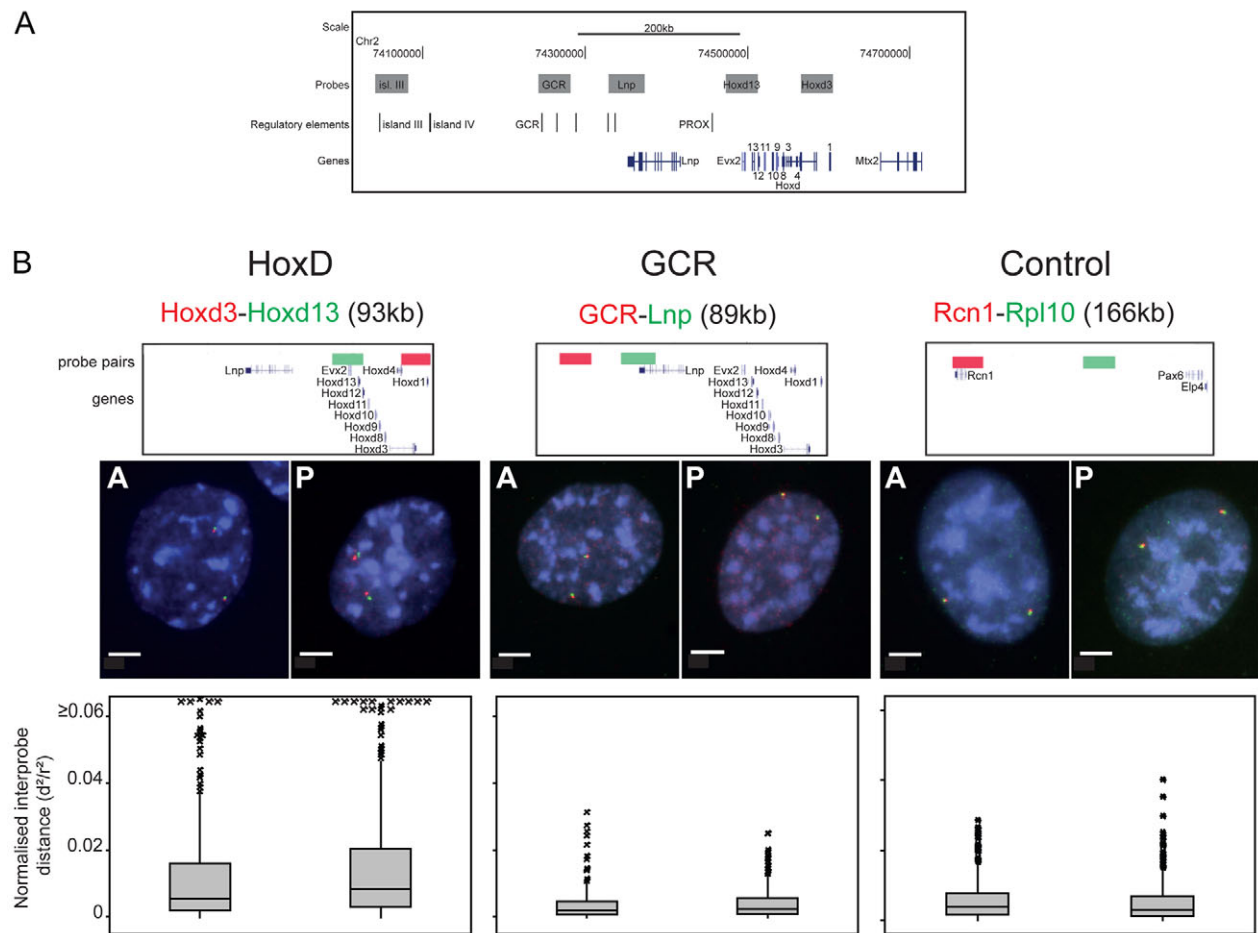 A
Scale
200kb
Chr2
74100000 74300000 74500000 74700000
Probes isl. III GCR Lnp Hoxd13 Hoxd3
Regulatory elements island III island IV GCR PROX
13 11 9 3 1
Genes Lnp Evx2 Mtx2
12 10 8 4
Hoxd
B
HoxD GCR Control
Hoxd3-Hoxd13 (93kb) GCR-Lnp (89kb) Rcn1-Rpl10 (166kb)
probe pairs
genes
Lnp Evx2 Hoxd4
Hoxd13 Hoxd1
Hoxd12
Hoxd11
Hoxd10
Hoxd9
Hoxd8
Hoxd3
Lnp Evx2 Hoxd4
Hoxd13 Hoxd1
Hoxd12
Hoxd11
Hoxd10
Hoxd9
Hoxd8
Hoxd3
Rcn1 Pax6
Elp4
A P A P A P
Normalised interprobe
distance (d²/r²)
≥0.06
0.04
0.02
0